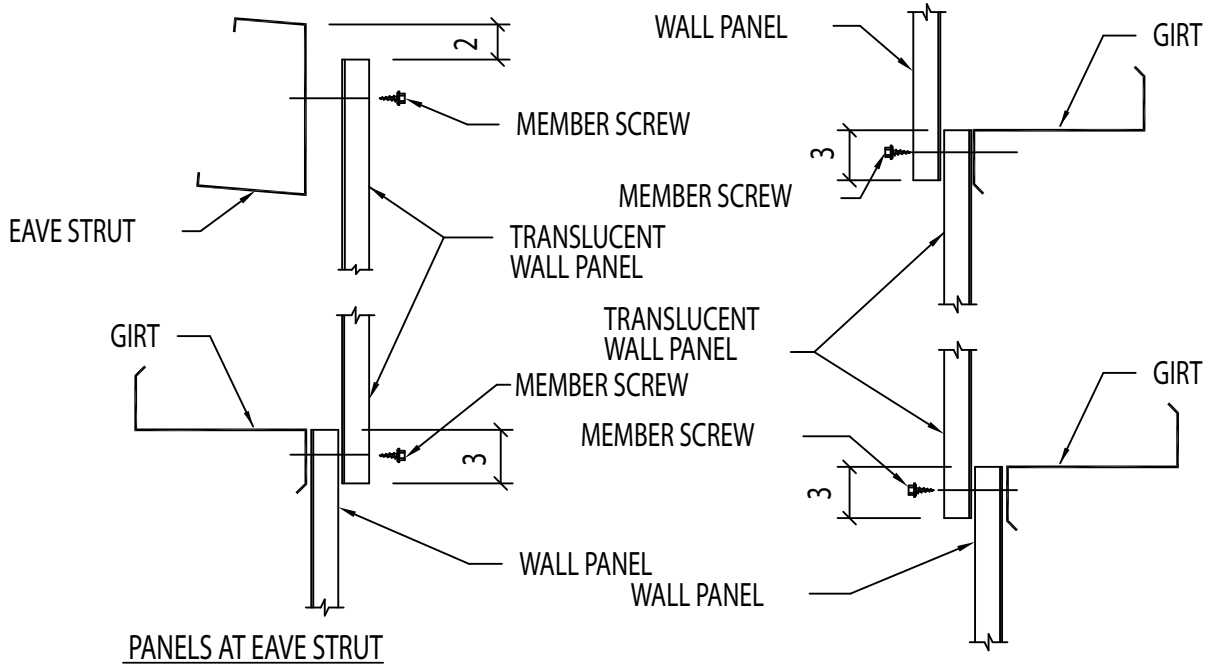 2
MEMBER SCREW
EAVE STRUT
TRANSLUCENT
WALL PANEL
GIRT
MEMBER SCREW
3
WALL PANEL
PANELS AT EAVE STRUT
WALL PANEL
GIRT
3
MEMBER SCREW
TRANSLUCENT
WALL PANEL
GIRT
MEMBER SCREW
3
WALL PANEL